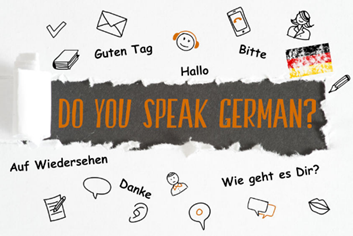 Guten Tag
Bitte
Hallo
DO YOU SPEAK GERMAN?
Auf Wiedersehen
Danke
Wie geht es Dir?